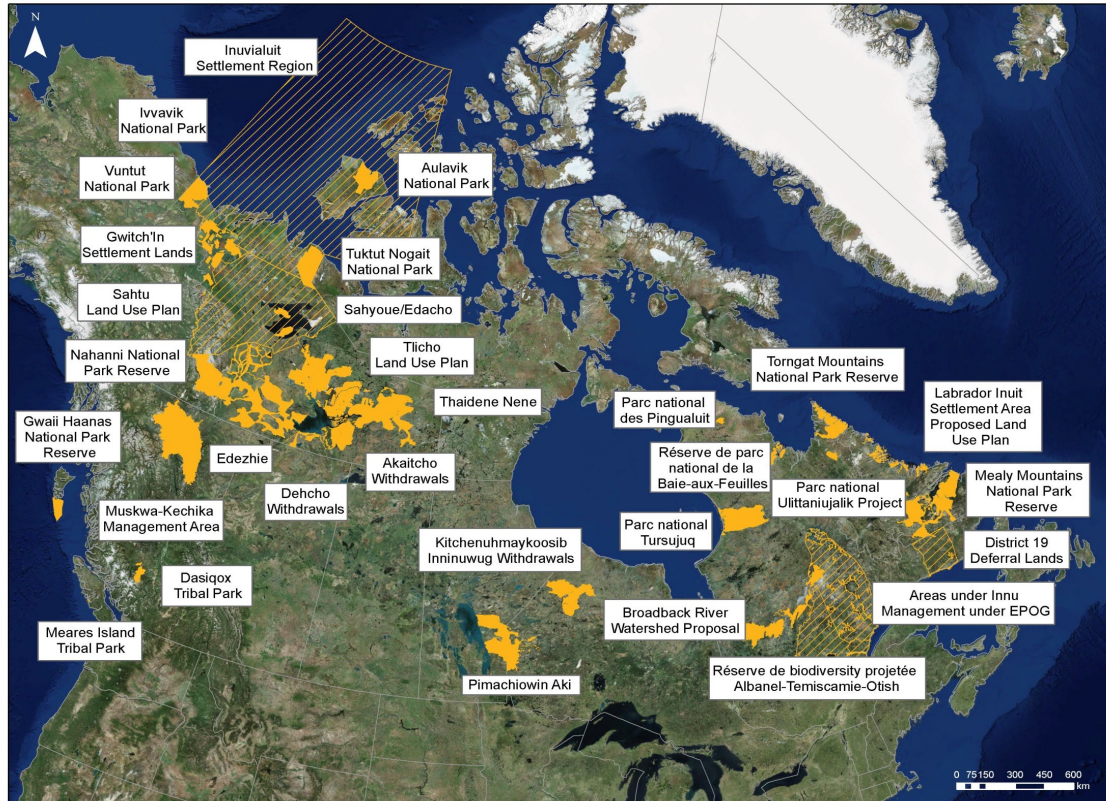 N
Inuvialuit
Settlement Region
Ivvavik
National Park
Vuntut
National Park
Aulavik
National Park
Gwitch'In
Settlement Lands
Tuktut Nogait
National Park
Sahtu
Land Use Plan
Sahyoue/Edacho
Nahanni National
Park Reserve
Tlicho
Land Use Plan
Torngat Mountains
National Park Reserve
Thaidene Nene
Parc national
des Pingualuit
Labrador Inuit
Settlement Area
Proposed Land
Use Plan
Gwaii Haanas
National Park
Reserve
Edezhie
Akaitcho
Withdrawals
Réserve de parc
national de la
Baie-aux-Feuilles
Parc national
Ulittaniujalik Project
Mealy Mountains
National Park
Reserve
Muskwa-Kechika
Management Area
Dehcho
Withdrawals
Parc national
Tursujuq
District 19
Deferral Lands
Kitchenuhmaykoosib
Inninuwug Withdrawals
Dasiqox
Tribal Park
Areas under Innu
Management under EPOG
Broadback River
Watershed Proposal
Meares Island
Tribal Park
Pimachiowin Aki
Réserve de biodiversity projetée
Albanel-Temiscamie-Otish
0 75 150 300 450 600
km